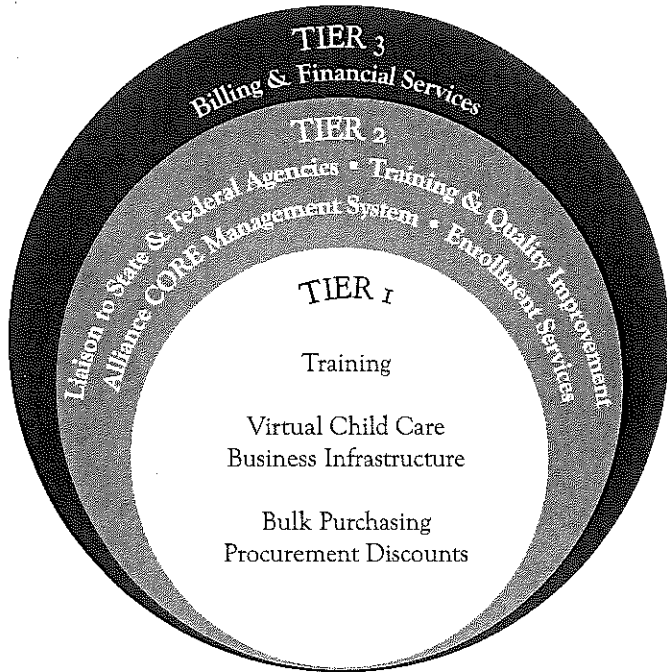 TIER 3
Billing & Financial Services
TIER 2
Liaison to State & Federal Agencies • Training & Quality Improvement
Alliance CORE Management System • Enrollment Services
TIER 1
Training
Virtual Child Care
Business Infrastructure
Bulk Purchasing
Procurement Discounts